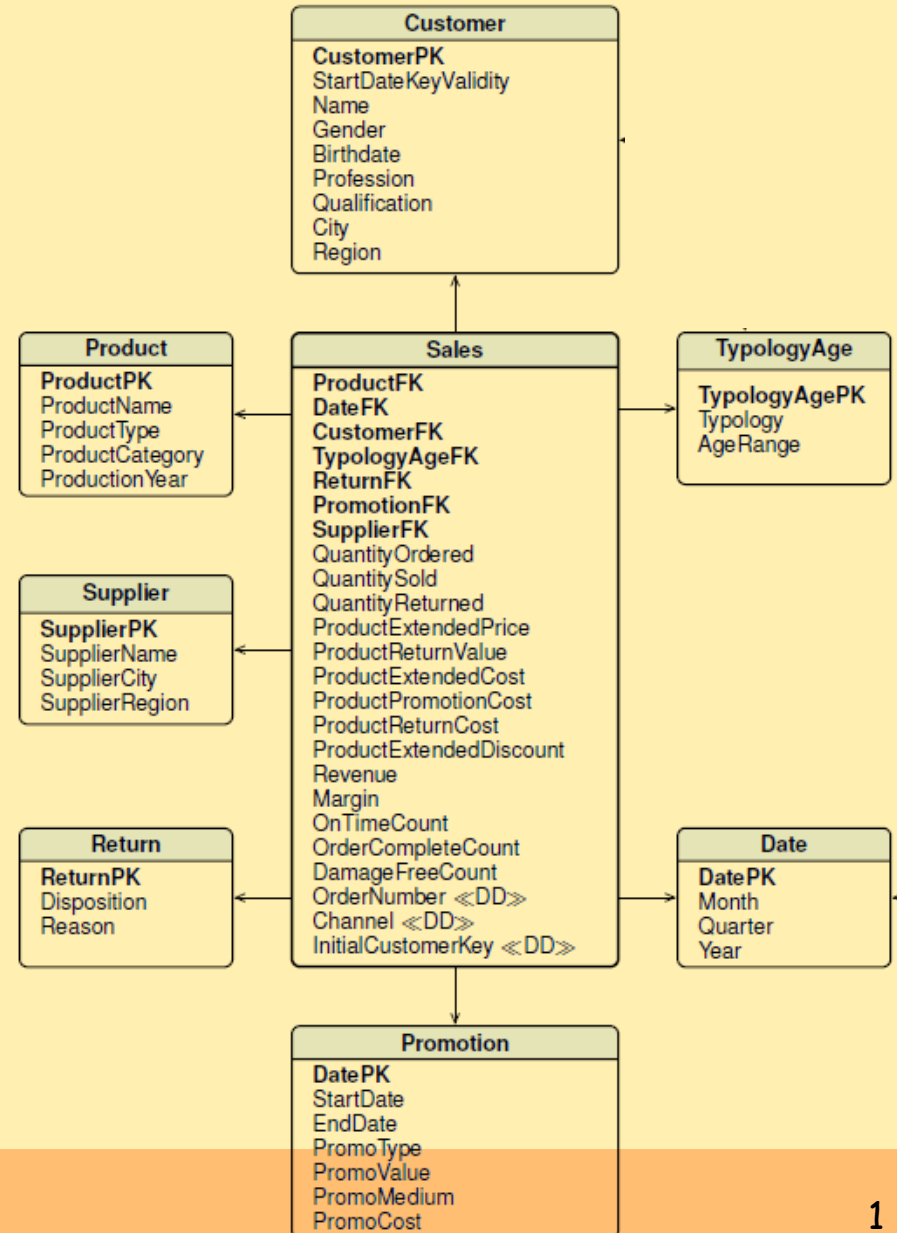 Customer
CustomerPK
StartDateKeyValidity
Name
Gender
Birthdate
Profession
Qualification
City
Region
Product
ProductPK
ProductName
ProductType
ProductCategory
ProductionYear
Sales
ProductFK
DateFK
CustomerFK
TypologyAgeFK
ReturnFK
PromotionFK
SupplierFK
QuantityOrdered
QuantitySold
QuantityReturned
ProductExtendedPrice
ProductReturnValue
ProductExtendedCost
ProductPromotionCost
ProductReturnCost
ProductExtendedDiscount
Revenue
Margin
OnTimeCount
OrderCompleteCount
DamageFreeCount
OrderNumber ≪DD≫
Channel ≪DD≫
InitialCustomerKey ≪DD≫
TypologyAge
TypologyAgePK
Typology
AgeRange
Supplier
SupplierPK
SupplierName
SupplierCity
SupplierRegion
Return
ReturnPK
Disposition
Reason
Date
DatePK
Month
Quarter
Year
Promotion
DatePK
StartDate
EndDate
PromoType
PromoValue
PromoMedium
PromoCost
1